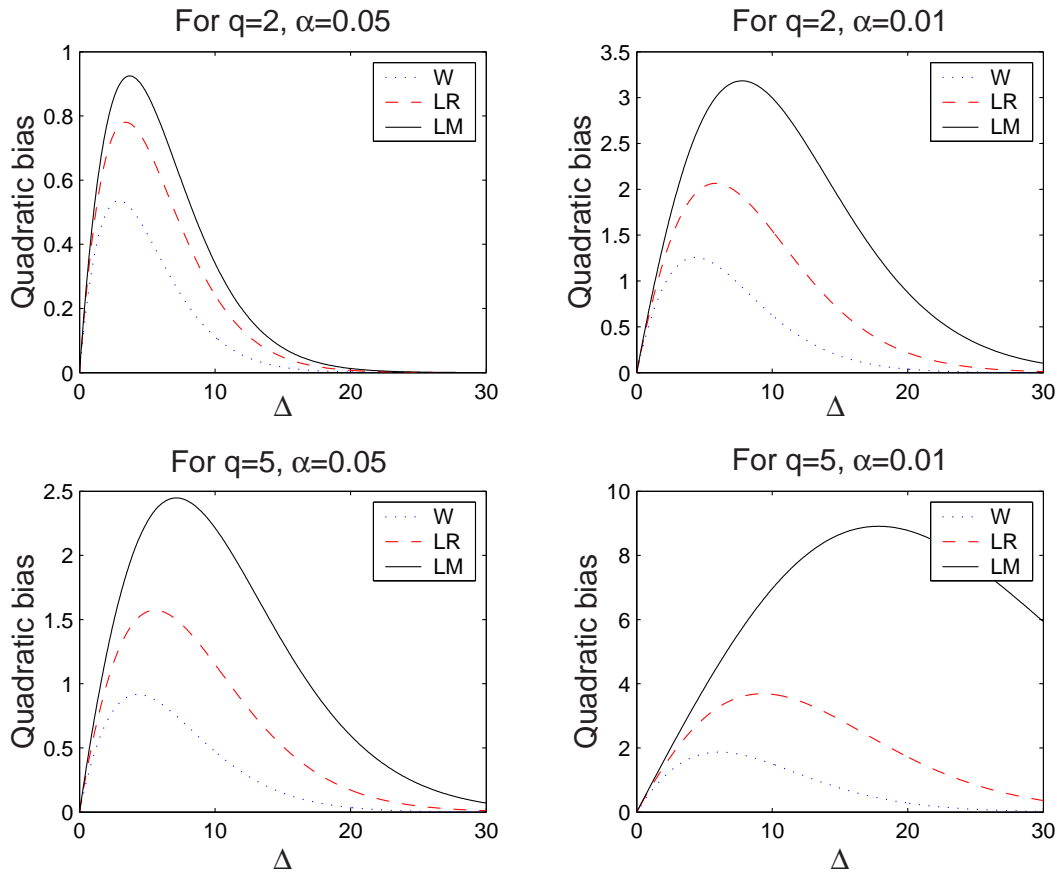 For q=2, α=0.05
Quadratic bias
1
0.8
0.6
0.4
0.2
0
0
10
20
30
Δ
W
LR
LM
For q=2, α=0.01
Quadratic bias
3.5
3
2.5
2
1.5
1
0.5
0
0
10
20
30
Δ
W
LR
LM
For q=5, α=0.05
Quadratic bias
2.5
2
1.5
1
0.5
0
0
10
20
30
Δ
W
LR
LM
For q=5, α=0.01
Quadratic bias
10
8
6
4
2
0
0
10
20
30
Δ
W
LR
LM